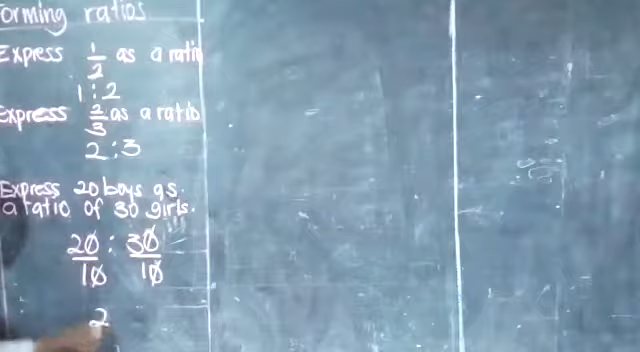 orming ratios
Express 1/2 as a ratio
1:2
Express 2/3 as a ratio
2:3
Express 20 boys as
a ratio of 30 girls.
20/10 : 30/10
2